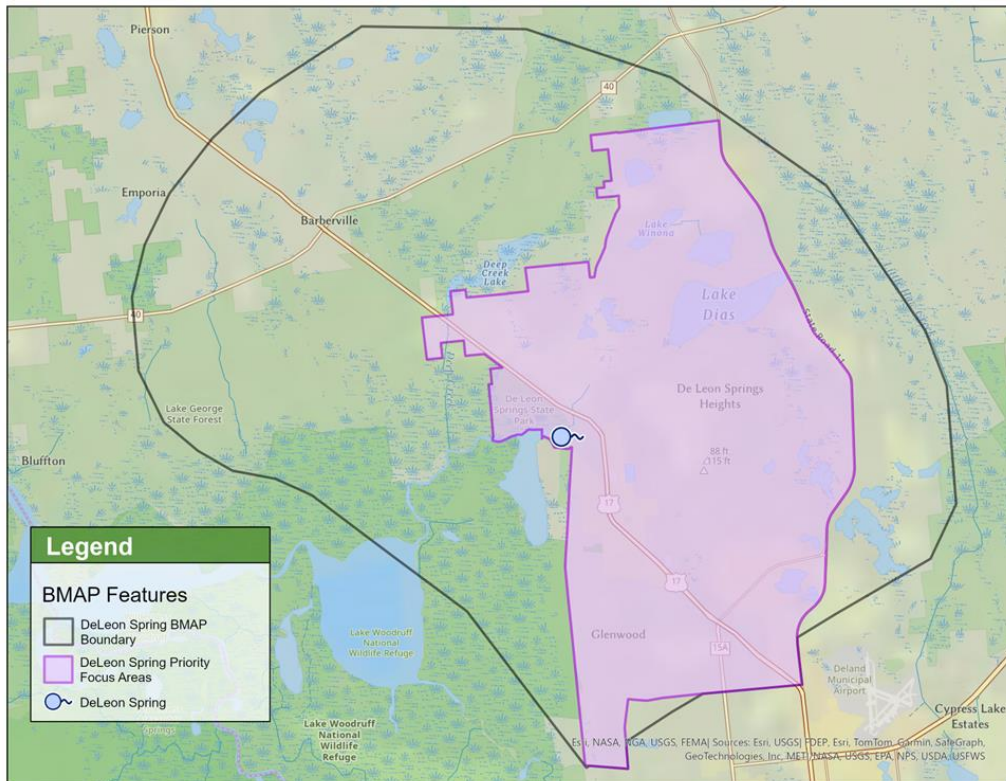 Pierson
40
Emporia
Barberville
Lake
Winona
Deep
Creek
Lake
Lake
Dias
40
State Road 11
De Leon Springs
Heights
De Leon
Springs State
Park
Lake George
State Forest
88 ft
115 ft
Bluffton
17
17
Glenwood
15A
Lake Woodruff
National
Wildlife Refuge
Deland
Municipal
Airport
Cypress Lake
Estates
Lake Woodruff
National
Wildlife
Refuge
Springs
Legend
BMAP Features
DeLeon Spring BMAP
Boundary
DeLeon Spring Priority
Focus Areas
DeLeon Spring
Esri, NASA, NGA, USGS, FEMA| Sources: Esri, USGS| FDEP, Esri, TomTom, Garmin, SafeGraph,
GeoTechnologies, Inc, METI/NASA, USGS, EPA, NPS, USDA, USFWS